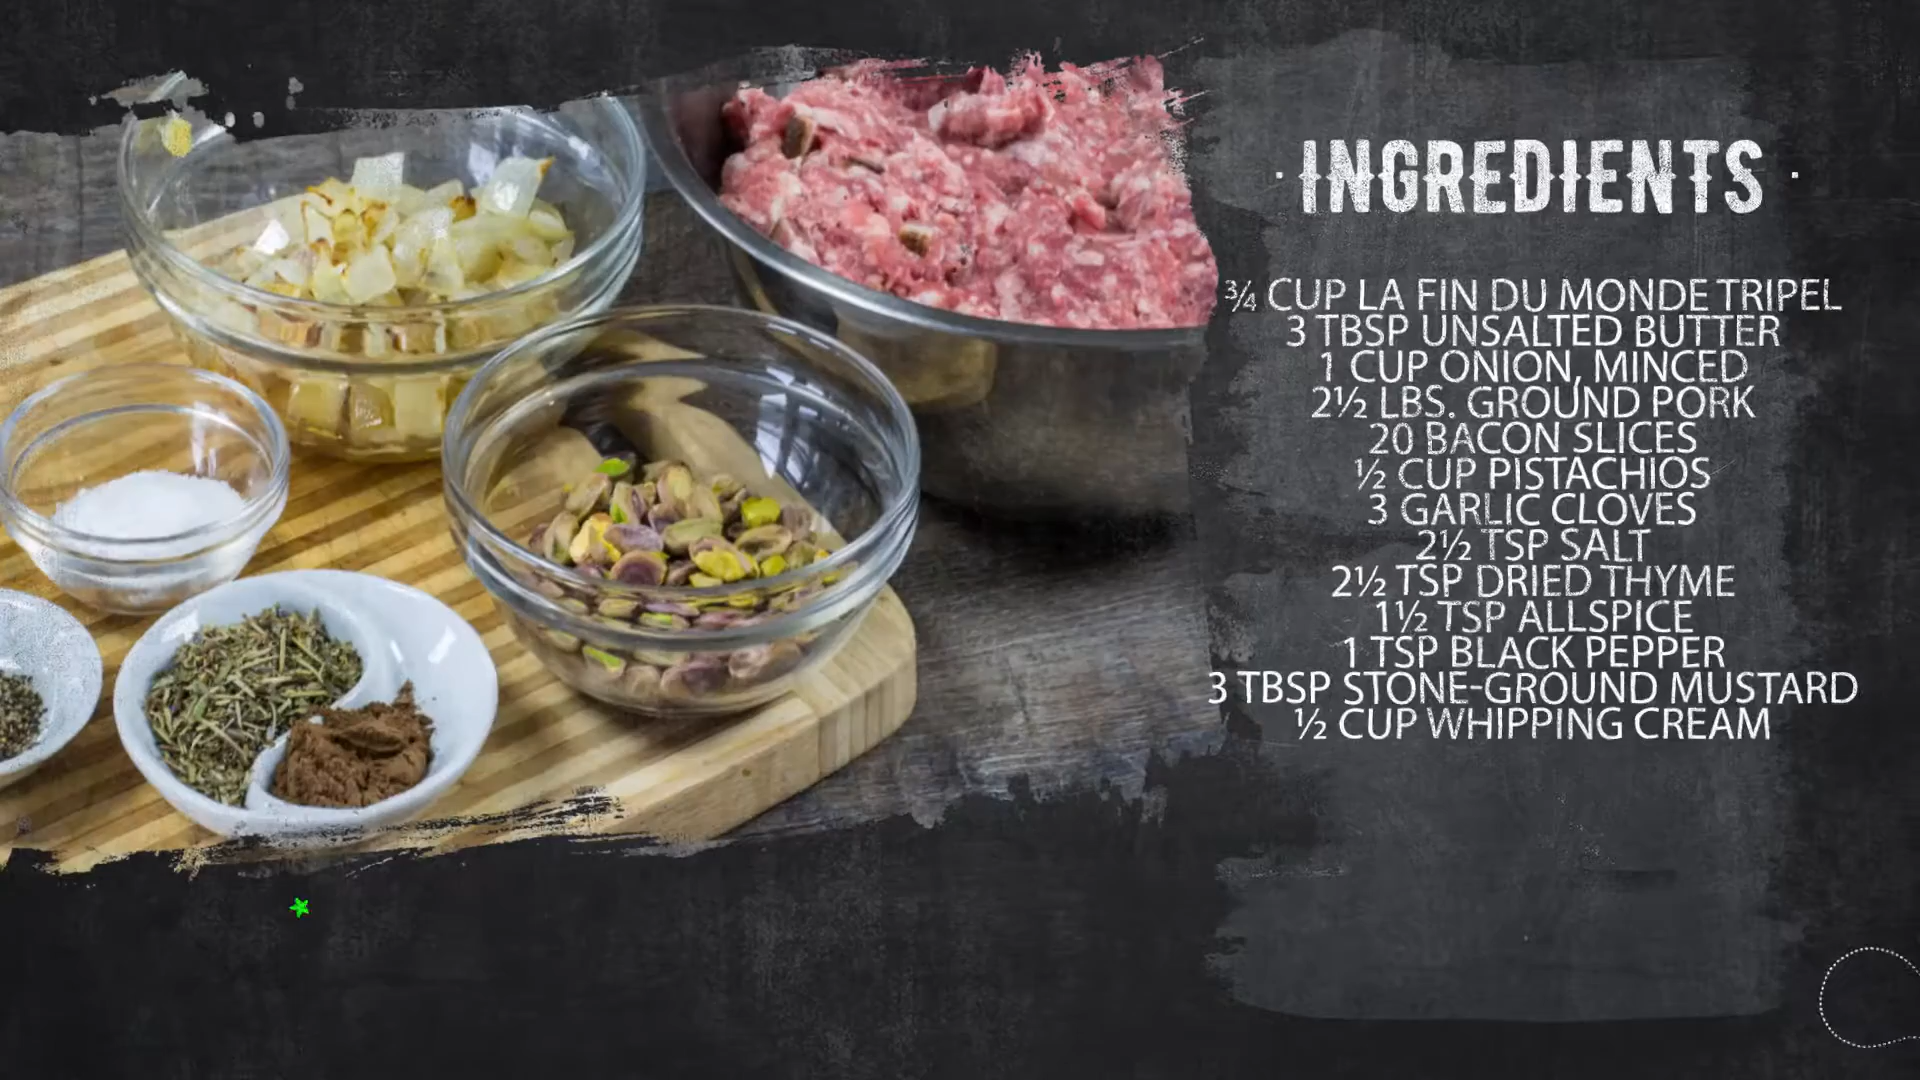 · INGREDIENTS ·
¾ CUP LA FIN DU MONDE TRIPEL
3 TBSP UNSALTED BUTTER
1 CUP ONION, MINCED
2½ LBS. GROUND PORK
20 BACON SLICES
½ CUP PISTACHIOS
3 GARLIC CLOVES
2½ TSP SALT
2½ TSP DRIED THYME
1½ TSP ALLSPICE
1 TSP BLACK PEPPER
3 TBSP STONE-GROUND MUSTARD
½ CUP WHIPPING CREAM